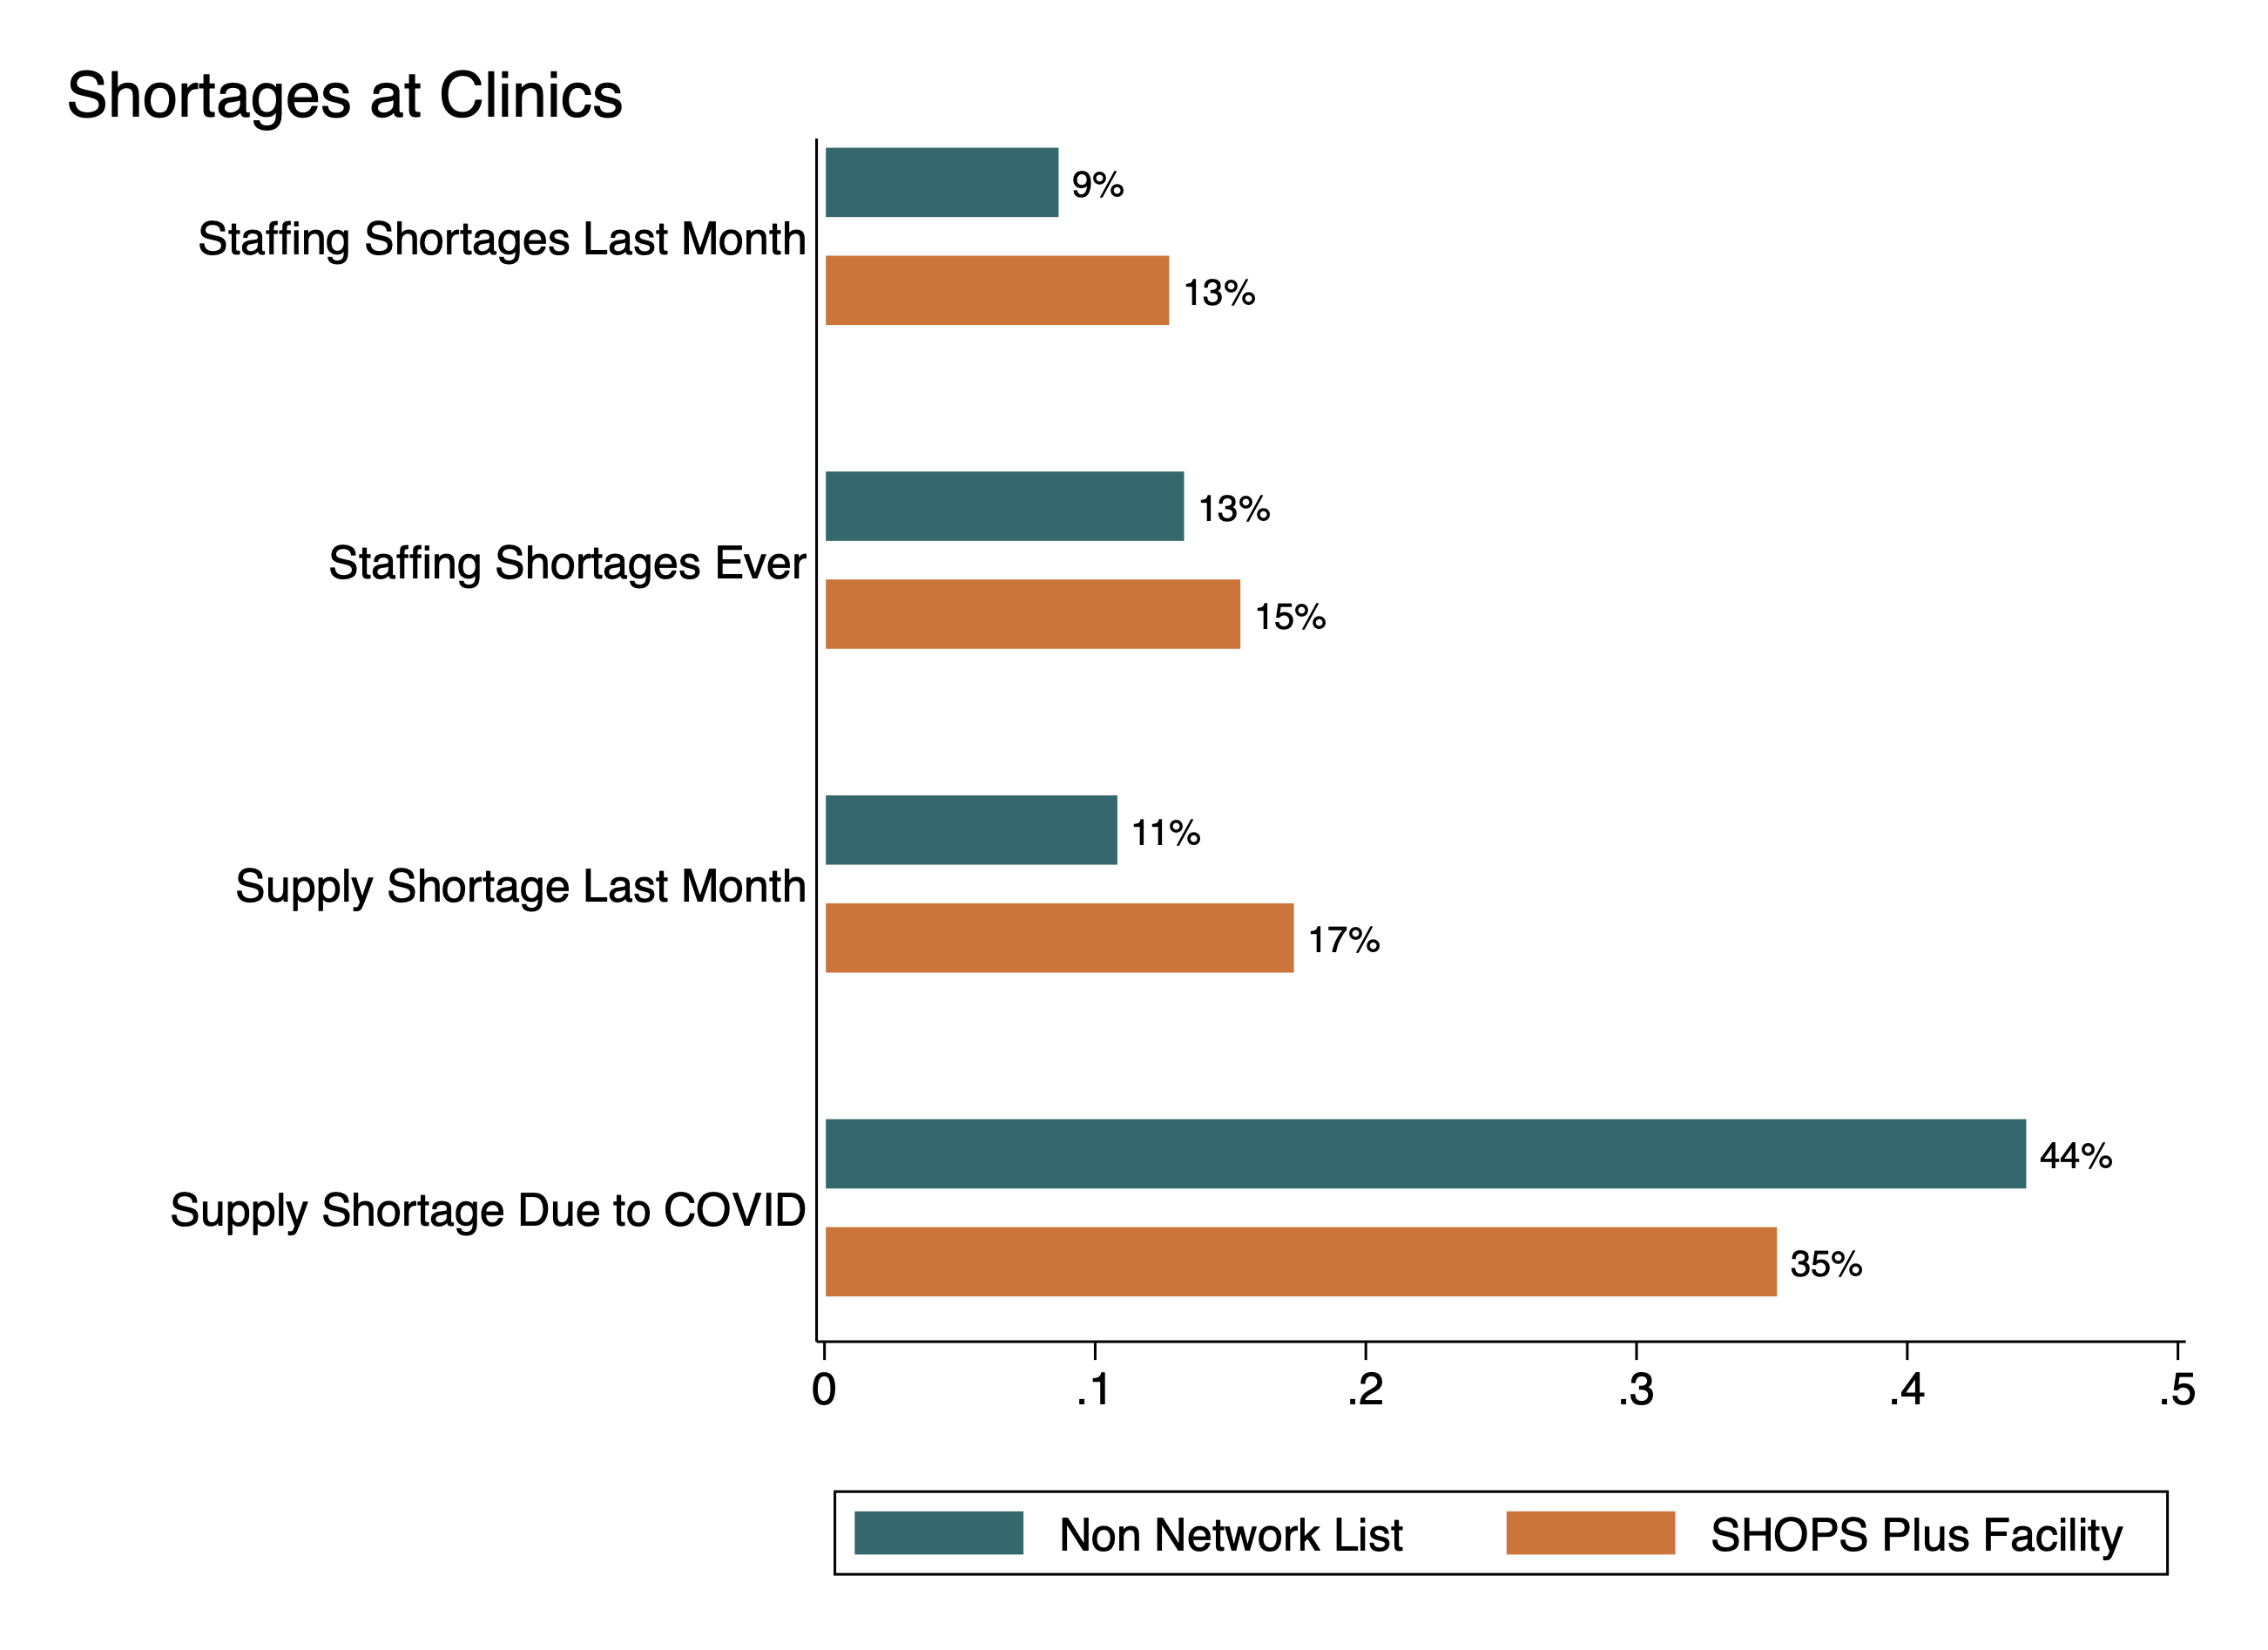 Shortages at Clinics
9%
Staffing Shortages Last Month
13%
13%
Staffing Shortages Ever
15%
11%
Supply Shortage Last Month
17%
44%
Supply Shortage Due to COVID
35%
0 .1 .2 .3 .4 .5
Non Network List SHOPS Plus Facility